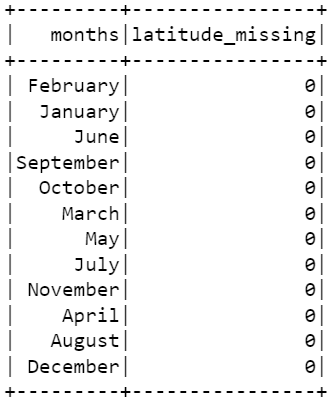 +---------+----------------+
|   months|latitude_missing|
+---------+----------------+
| February|               0|
|  January|               0|
|     June|               0|
|September|               0|
|  October|               0|
|    March|               0|
|      May|               0|
|     July|               0|
| November|               0|
|    April|               0|
|   August|               0|
| December|               0|
+---------+----------------+